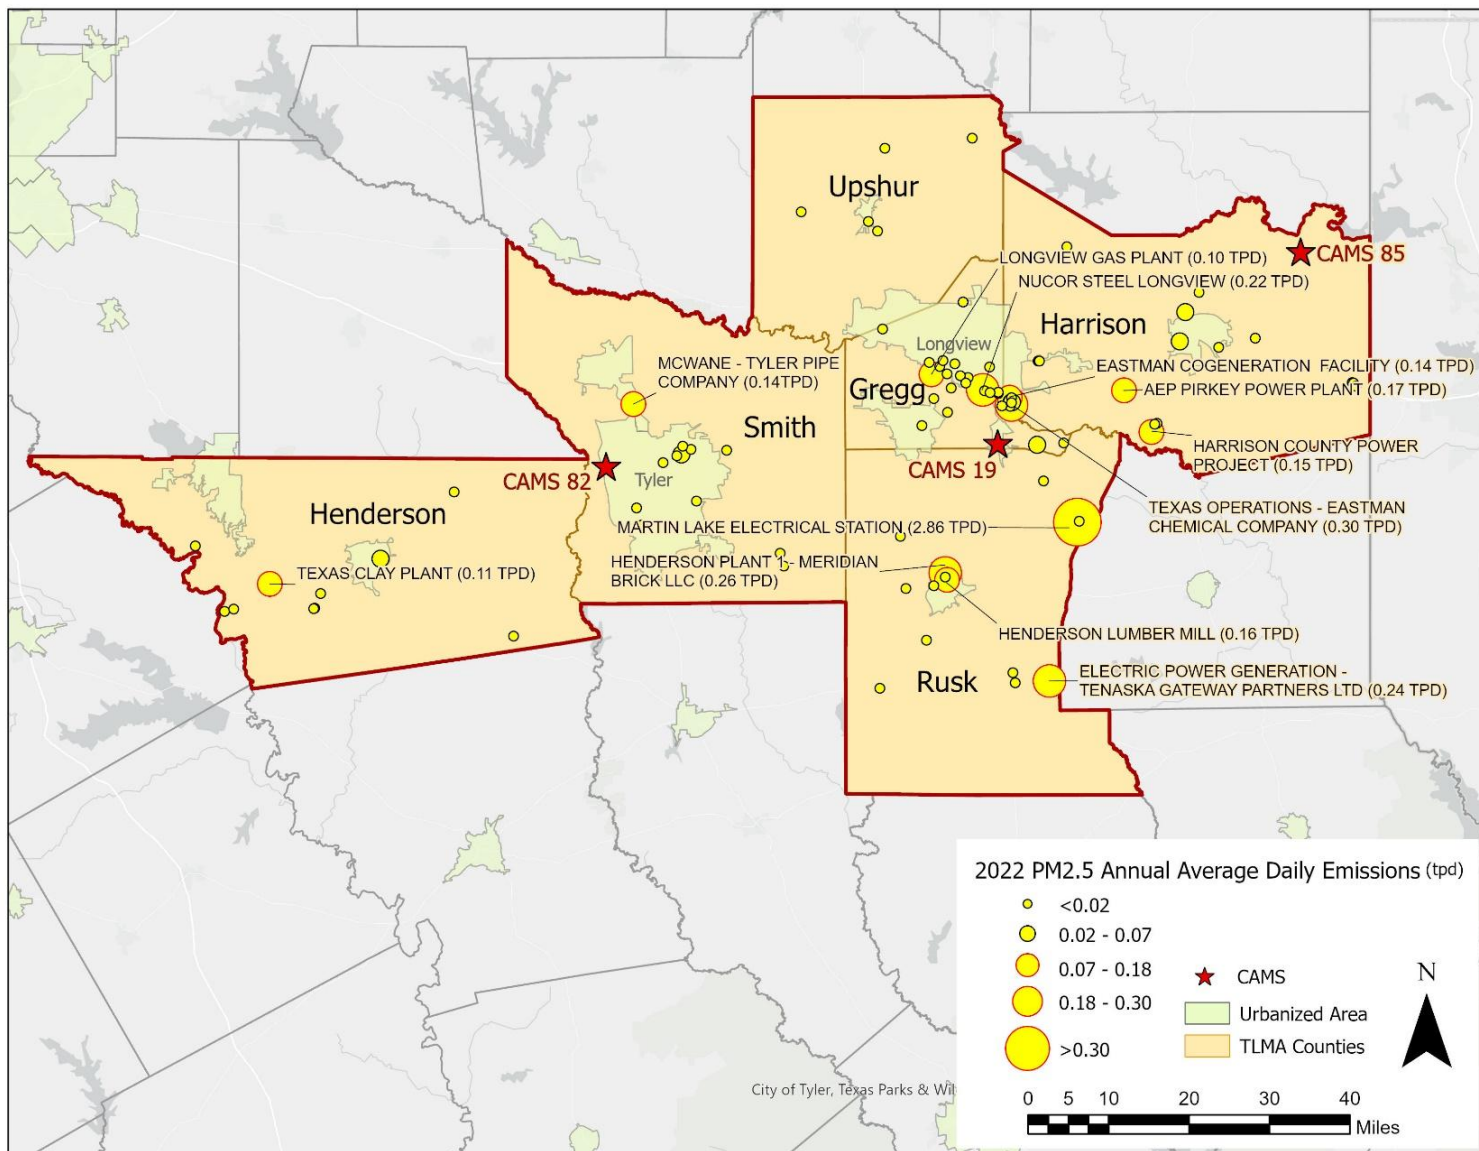 Upshur
CAMS 85
LONGVIEW GAS PLANT (0.10 TPD)
NUCOR STEEL LONGVIEW (0.22 TPD)
Harrison
Longview
MCWANE - TYLER PIPE
COMPANY (0.14TPD)
EASTMAN COGENERATION FACILITY (0.14 TPD)
AEP PIRKEY POWER PLANT (0.17 TPD)
Gregg
Smith
HARRISON COUNTY POWER
PROJECT (0.15 TPD)
CAMS 19
CAMS 82
Tyler
Henderson
TEXAS OPERATIONS - EASTMAN
CHEMICAL COMPANY (0.30 TPD)
MARTIN LAKE ELECTRICAL STATION (2.86 TPD)
HENDERSON PLANT 1 - MERIDIAN
BRICK LLC (0.26 TPD)
TEXAS CLAY PLANT (0.11 TPD)
HENDERSON LUMBER MILL (0.16 TPD)
Rusk
ELECTRIC POWER GENERATION -
TENASKA GATEWAY PARTNERS LTD (0.24 TPD)
2022 PM2.5 Annual Average Daily Emissions (tpd)
<0.02
0.02 - 0.07
0.07 - 0.18
0.18 - 0.30
>0.30
CAMS
Urbanized Area
TLMA Counties
N
City of Tyler, Texas Parks & Wil
0 5 10 20 30 40
Miles